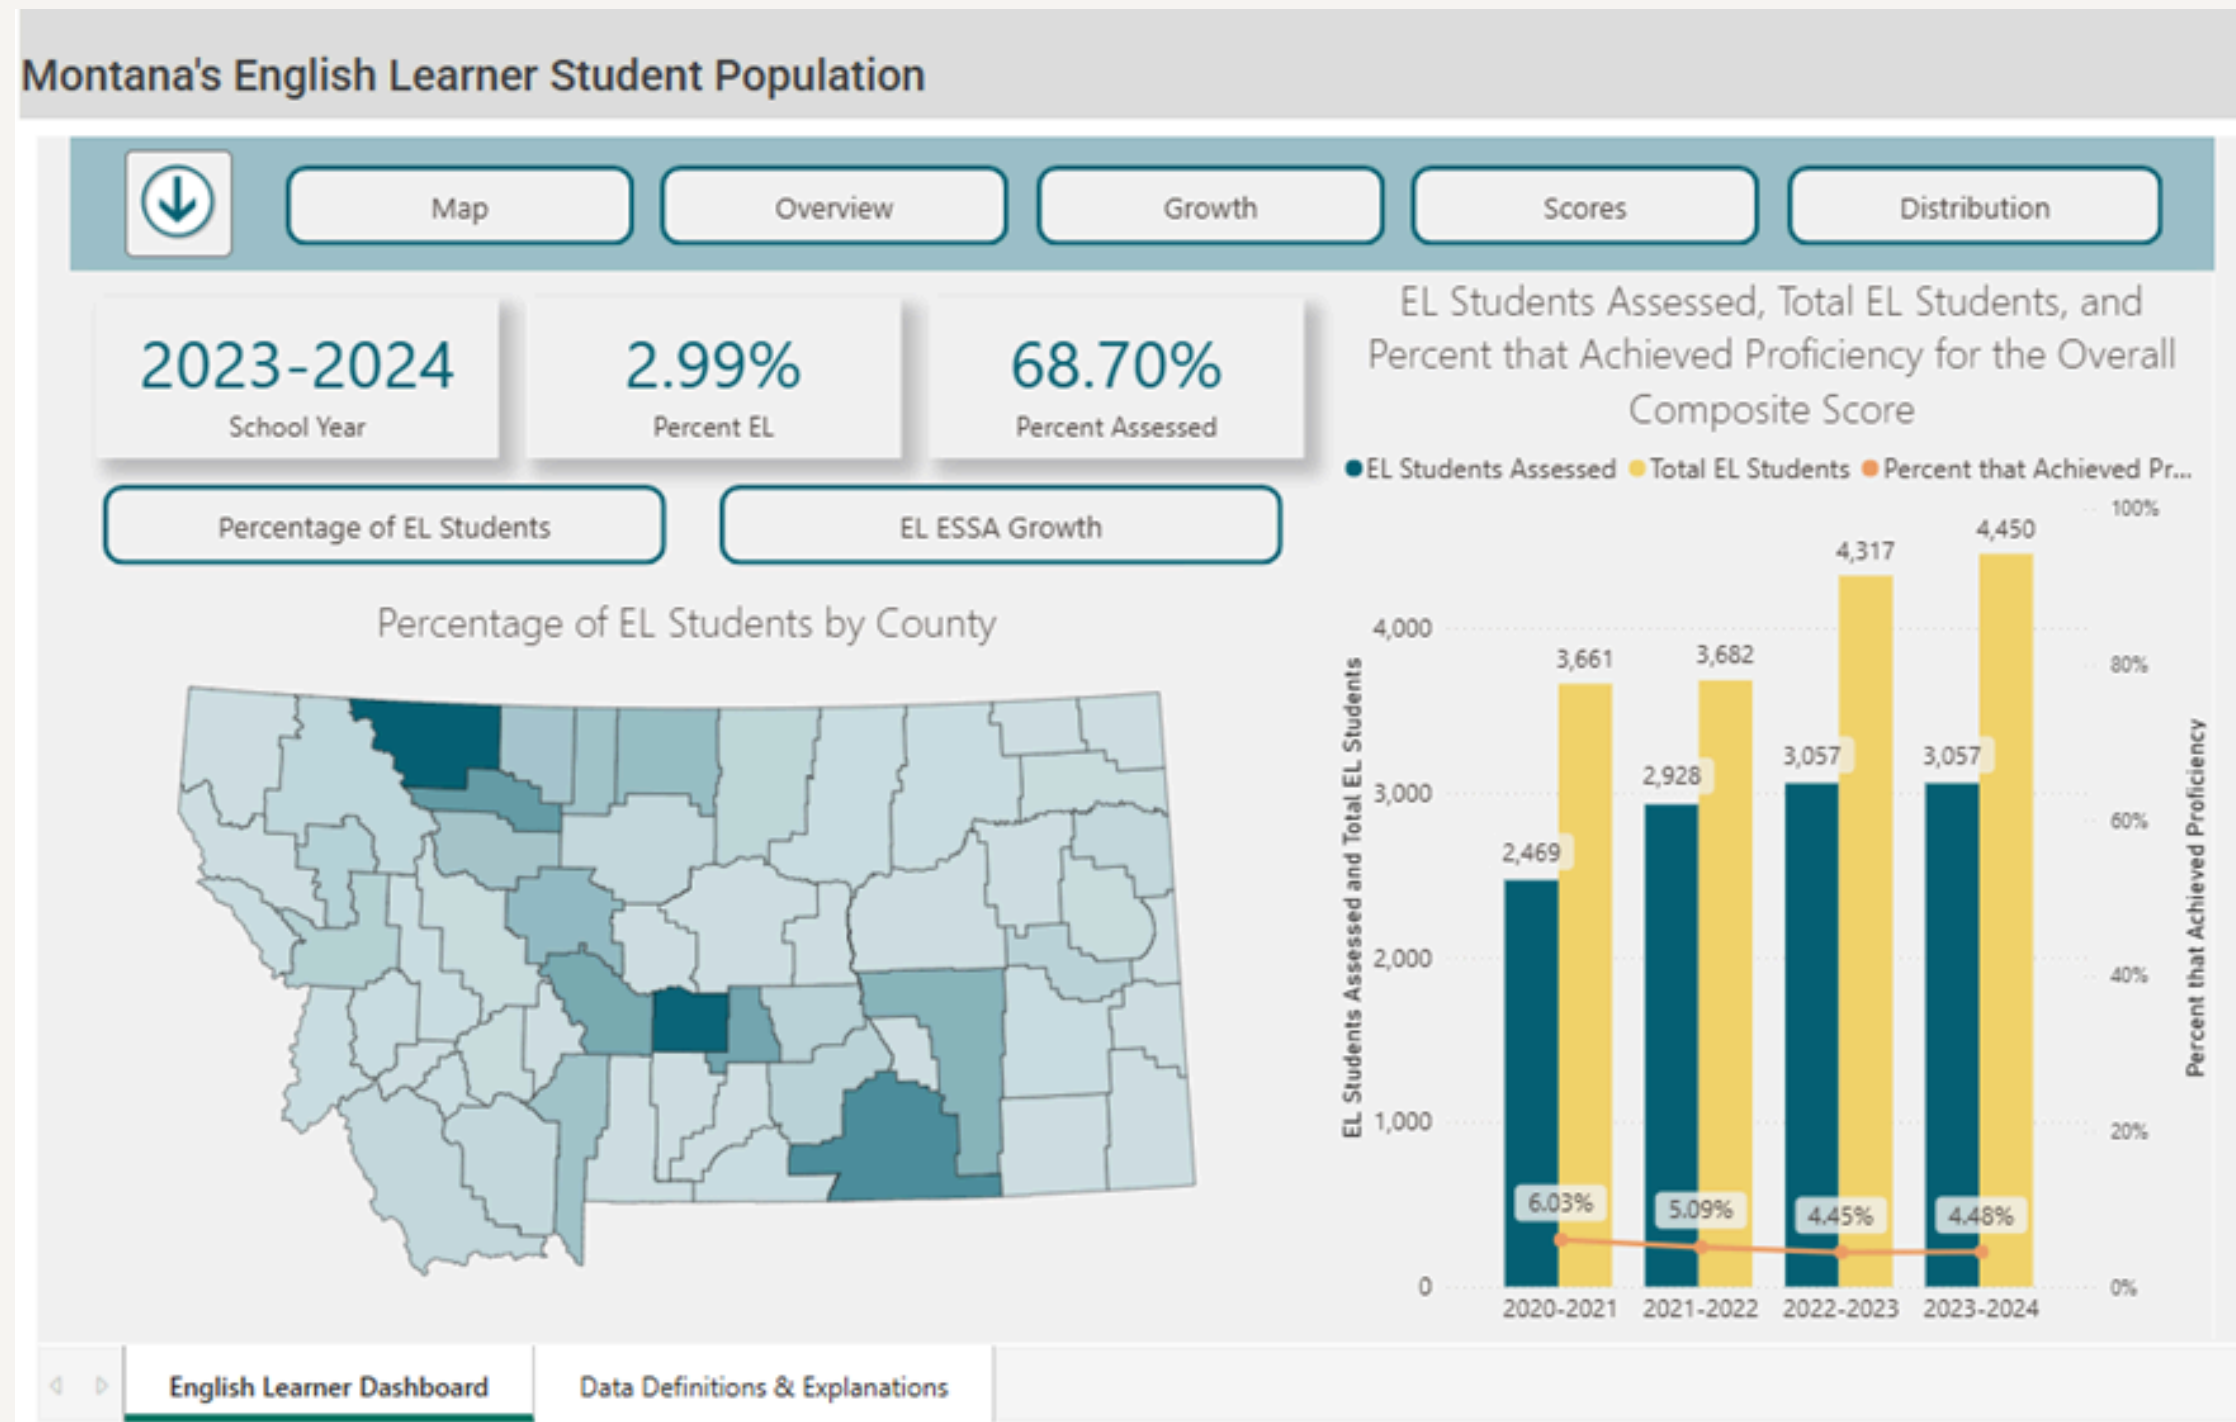 Montana's English Learner Student Population
Map
Overview
Growth
Scores
Distribution
2023-2024
School Year
2.99%
Percent EL
68.70%
Percent Assessed
Percentage of EL Students
EL ESSA Growth
Percentage of EL Students by County
EL Students Assessed, Total EL Students, and
Percent that Achieved Proficiency for the Overall
Composite Score
EL Students Assessed
Total EL Students
Percent that Achieved Pr...
EL Students Assessed and Total EL Students
4,000
3,000
2,000
1,000
0
2,469
3,661
2,928
3,682
3,057
4,317
3,057
4,450
6.03%
5.09%
4.45%
4.48%
2020-2021
2021-2022
2022-2023
2023-2024
100%
80%
60%
40%
20%
0%
Percent that Achieved Proficiency
English Learner Dashboard
Data Definitions & Explanations